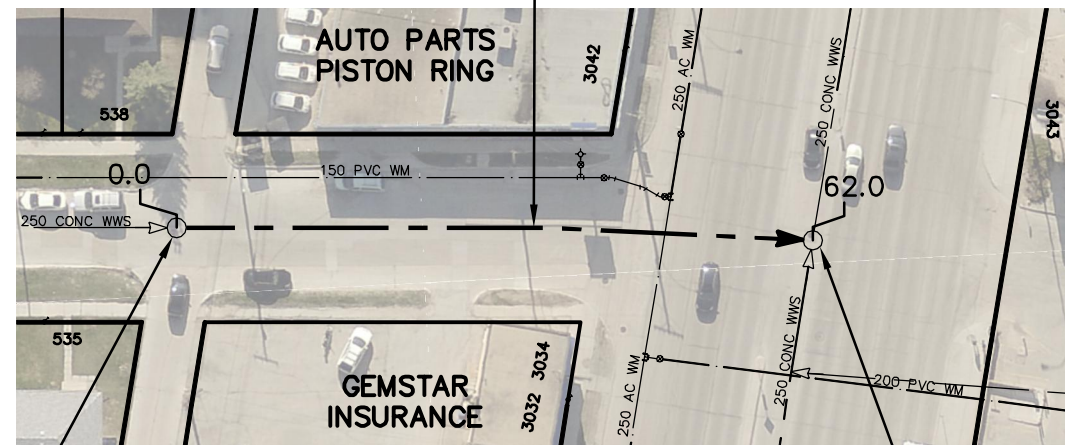 AUTO PARTS
PISTON RING
3042
250 AC WM
250 CONC WWS
3043
538
0.0
150 PVC WM
62.0
250 CONC WWS
535
GEMSTAR
INSURANCE
3032 3034
250 AC WM
250 CONC WWS
200 PVC WM